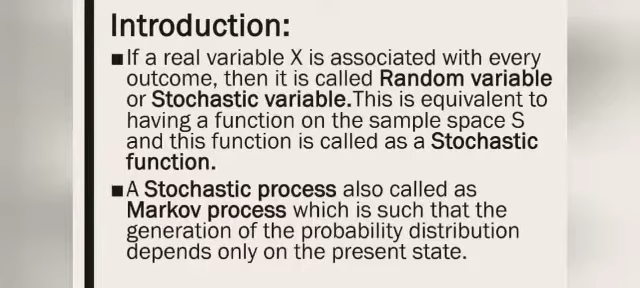 Introduction:
■If a real variable X is associated with every
outcome, then it is called Random variable
or Stochastic variable.This is equivalent to
having a function on the sample space S
and this function is called as a Stochastic
function.
■A Stochastic process also called as
Markov process which is such that the
generation of the probability distribution
depends only on the present state.